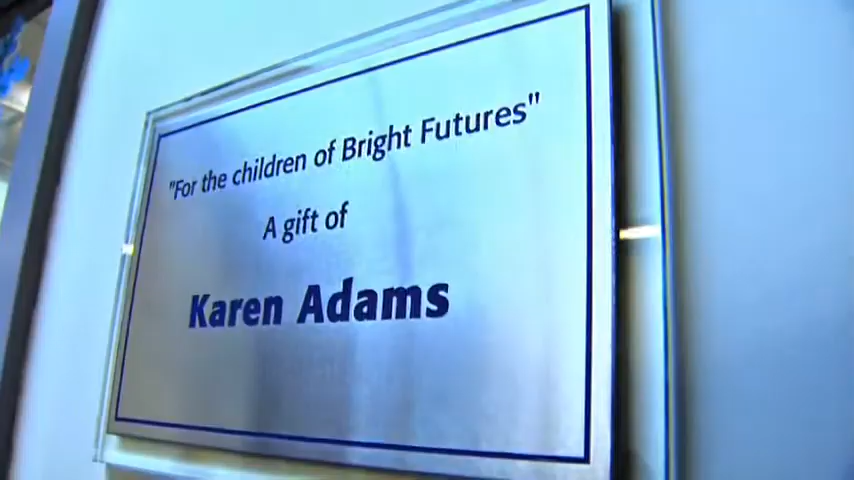 "For the children of Bright Futures"
A gift of
Karen Adams